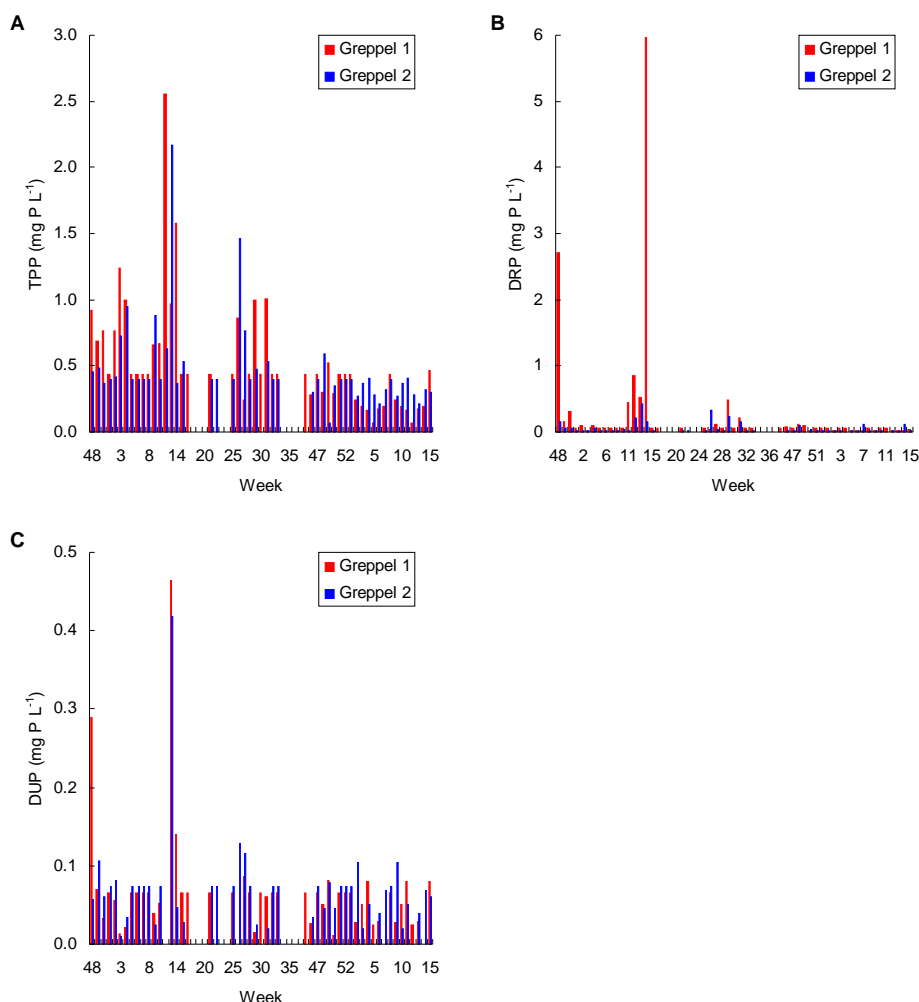 A
3.0
2.5
2.0
1.5
1.0
0.5
0.0
TPP (mg P L⁻¹)
Greppel 1
Greppel 2
48 3 8 14 20 25 30 35 47 52 5 10 15
Week
B
6
5
4
3
2
1
0
DRP (mg P L⁻¹)
Greppel 1
Greppel 2
48 2 6 11 15 20 24 28 32 36 47 51 3 7 11 15
Week
C
0.5
0.4
0.3
0.2
0.1
0.0
DUP (mg P L⁻¹)
Greppel 1
Greppel 2
48 3 8 14 20 25 30 35 47 52 5 10 15
Week